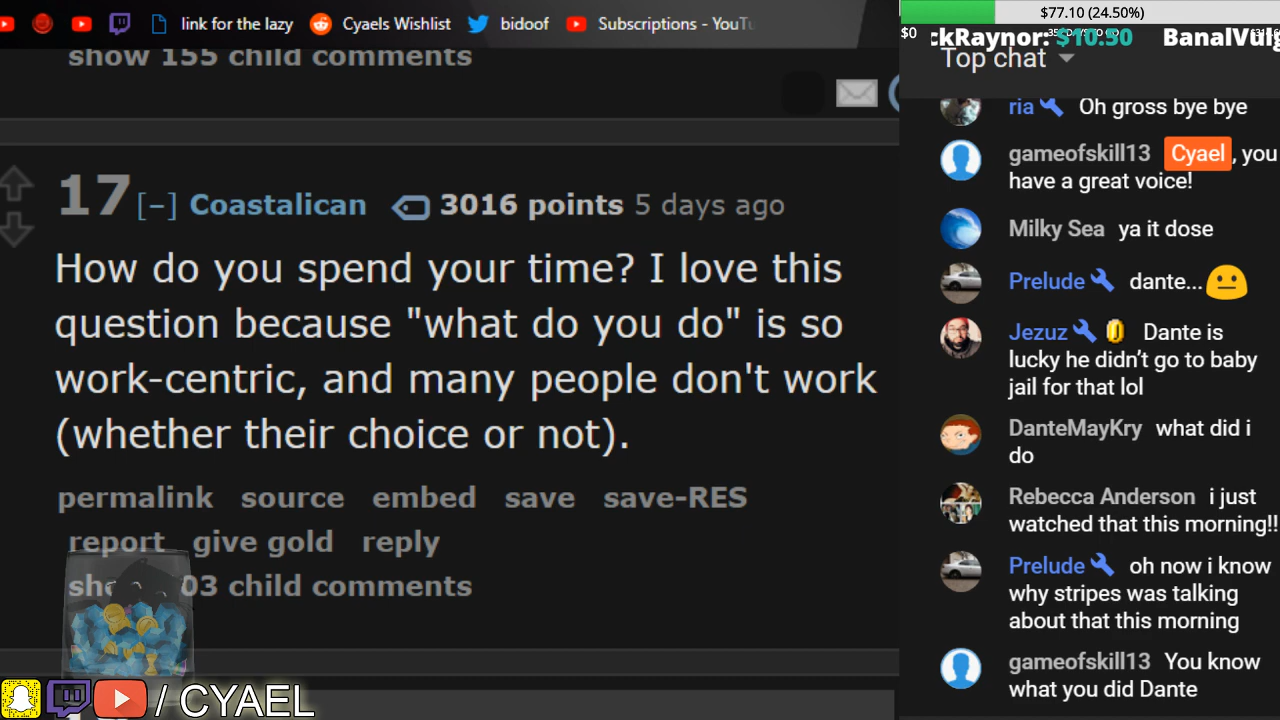 link for the lazy Cyaels Wishlist bidoof Subscriptions - YouTu
show 155 child comments
17 [–] Coastalican 3016 points 5 days ago
How do you spend your time? I love this
question because "what do you do" is so
work-centric, and many people don't work
(whether their choice or not).
permalink source embed save save-RES
report give gold reply
03 child comments
/ CYAEL
$77.10 (24.50%)
$0
ckRaynor: $10.30 BanalVulg
Top chat
ria Oh gross bye bye
gameofskill13 Cyael, you
have a great voice!
Milky Sea ya it dose
Prelude dante...
Jezuz Dante is
lucky he didn't go to baby
jail for that lol
DanteMayKry what did i
do
Rebecca Anderson i just
watched that this morning!!
Prelude oh now i know
why stripes was talking
about that this morning
gameofskill13 You know
what you did Dante